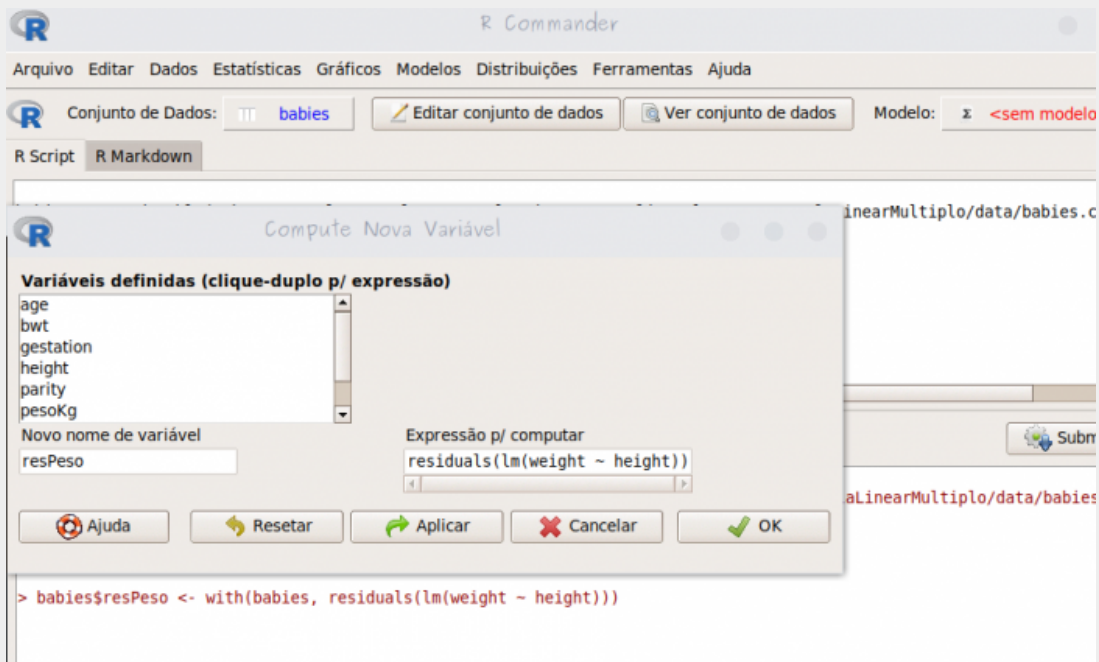 R Commander
Arquivo Editar Dados Estatísticas Gráficos Modelos Distribuições Ferramentas Ajuda
R Conjunto de Dados: babies Editar conjunto de dados Ver conjunto de dados Modelo: Σ <sem modelo
R Script R Markdown
inearMultiplo/data/babies.c
R Compute Nova Variável
Variáveis definidas (clique-duplo p/ expressão)
age
bwt
gestation
height
parity
pesoKg
Novo nome de variável Expressão p/ computar
resPeso residuals(lm(weight ~ height))
Subm
aLinearMultiplo/data/babies
Ajuda Resetar Aplicar Cancelar OK
> babies$resPeso <- with(babies, residuals(lm(weight ~ height)))